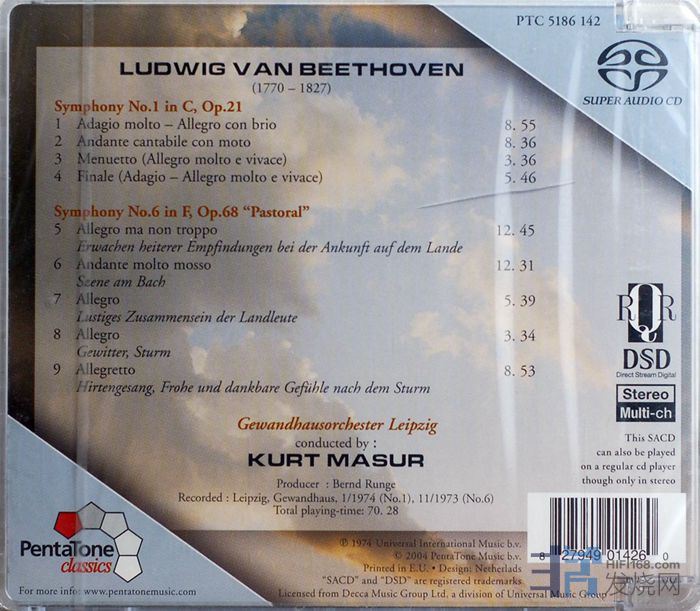 PTC 5186 142
LUDWIG VAN BEETHOVEN
(1770 – 1827)
SUPER AUDIO CD
Symphony No.1 in C, Op.21
1 Adagio molto – Allegro con brio 8. 55
2 Andante cantabile con moto 8. 36
3 Menuetto (Allegro molto e vivace) 3. 36
4 Finale (Adagio – Allegro molto e vivace) 5. 46
Symphony No.6 in F, Op.68 “Pastoral”
5 Allegro ma non troppo 12. 45
Erwachen heiterer Empfindungen bei der Ankunft auf dem Lande
6 Andante molto mosso 12. 31
Szene am Bach
7 Allegro 5. 39
Lustiges Zusammensein der Landleute
8 Allegro 3. 34
Gewitter, Sturm
9 Allegretto 8. 53
Hirtengesang, Frohe und dankbare Gefühle nach dem Sturm
RQR
DSD
Direct Stream Digital
Stereo
Multi-ch
This SACD
can also be played
on a regular cd player
though only in stereo
Gewandhausorchester Leipzig
conducted by :
KURT MASUR
Producer : Bernd Runge
Recorded : Leipzig, Gewandhaus, 1/1974 (No.1), 11/1973 (No.6)
Total playing-time: 70. 28
PentaTone
classics
For more info: www.pentatonemusic.com
℗ 1974 Universal International Music b.v.
© 2004 PentaTone Music b.v.
Printed in E.U. • Design: Netherlads
"SACD" and "DSD" are registered trademarks
Licensed from Decca Music Group Ltd. a division of Universal Music Group
8 27949 01426 0
HIFI168.com
发烧网